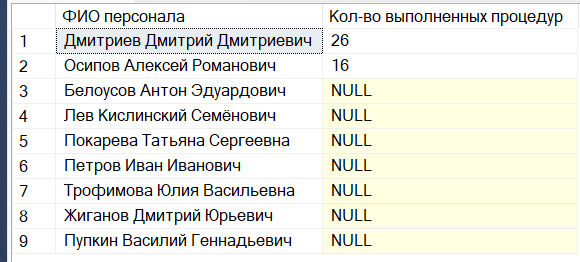 ФИО персонала Кол-во выполненных процедур
1 Дмитриев Дмитрий Дмитриевич 26
2 Осипов Алексей Романович 16
3 Белоусов Антон Эдуардович NULL
4 Лев Кислинский Семёнович NULL
5 Покарева Татьяна Сергеевна NULL
6 Петров Иван Иванович NULL
7 Трофимова Юлия Васильевна NULL
8 Жиганов Дмитрий Юрьевич NULL
9 Пупкин Василий Геннадьевич NULL